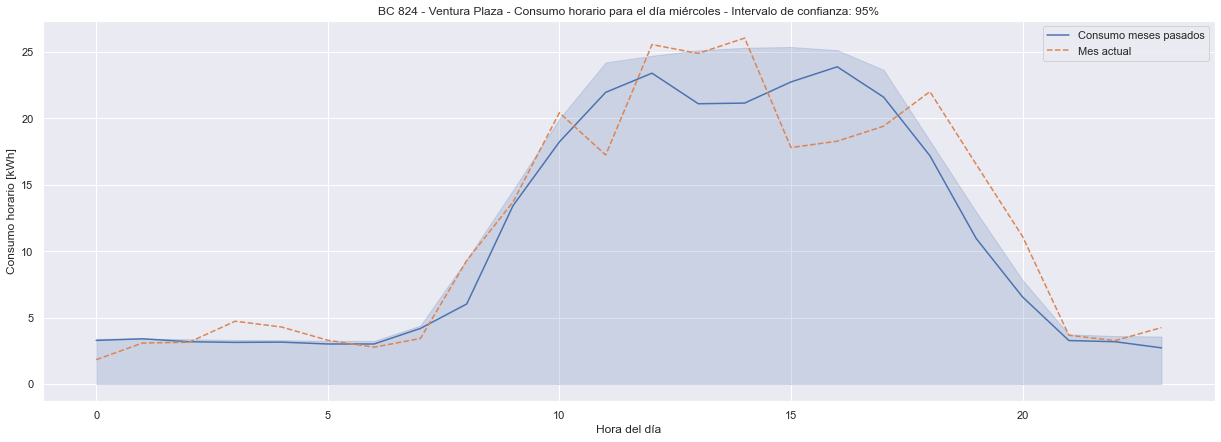 BC 824 - Ventura Plaza - Consumo horario para el día miércoles - Intervalo de confianza: 95%
Consumo meses pasados
Mes actual
Consumo horario [kWh]
25
20
15
10
5
0
0 5 10 15 20
Hora del día